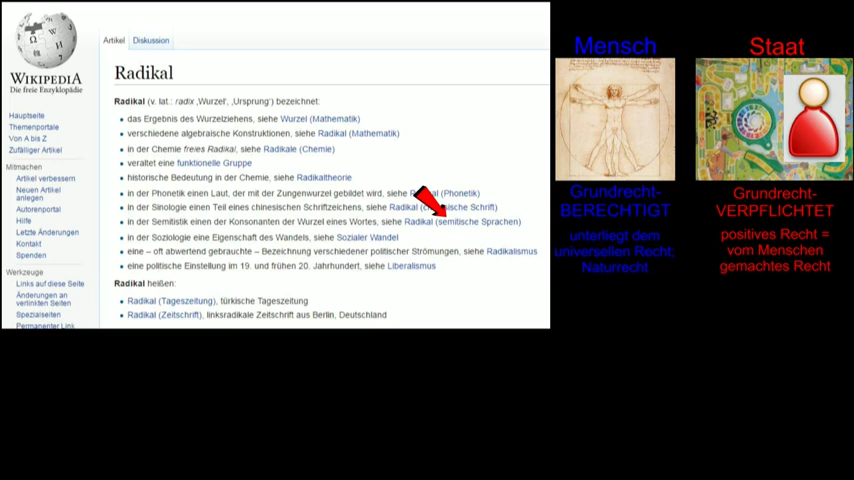 WIKIPEDIA
Die freie Enzyklopädie
Hauptseite
Themenportale
Von A bis Z
Zufälliger Artikel
Mitmachen
Artikel verbessern
Neuen Artikel
anlegen
Autorenportal
Hilfe
Letzte Änderungen
Kontakt
Spenden
Werkzeuge
Links auf diese Seite
Änderungen an
verlinkten Seiten
Spezialseiten
Permanenter Link
Artikel Diskussion
Radikal
Radikal (v. lat.: radix ‚Wurzel‘, ‚Ursprung‘) bezeichnet:
das Ergebnis des Wurzelziehens, siehe Wurzel (Mathematik)
verschiedene algebraische Konstruktionen, siehe Radikal (Mathematik)
in der Chemie freies Radikal, siehe Radikale (Chemie)
veraltet eine funktionelle Gruppe
historische Bedeutung in der Chemie, siehe Radikaltheorie
in der Phonetik einen Laut, der mit der Zungenwurzel gebildet wird, siehe (Phonetik)
in der Sinologie einen Teil eines chinesischen Schriftzeichens, siehe Radikal Schrift)
in der Semitistik einen der Konsonanten der Wurzel eines Wortes, siehe Radikal (semitische Sprachen)
in der Soziologie eine Eigenschaft des Wandels, siehe Sozialer Wandel
eine – oft abwertend gebrauchte – Bezeichnung verschiedener politischer Strömungen, siehe Radikalismus
eine politische Einstellung im 19. und frühen 20. Jahrhundert, siehe Liberalismus
Radikal heißen:
Radikal (Tageszeitung), türkische Tageszeitung
Radikal (Zeitschrift), linksradikale Zeitschrift aus Berlin, Deutschland
Mensch
Grundrecht-
BERECHTIGT
unterliegt dem
universellen Recht;
Naturrecht
Staat
Grundrecht-
VERPFLICHTET
positives Recht =
vom Menschen
gemachtes Recht